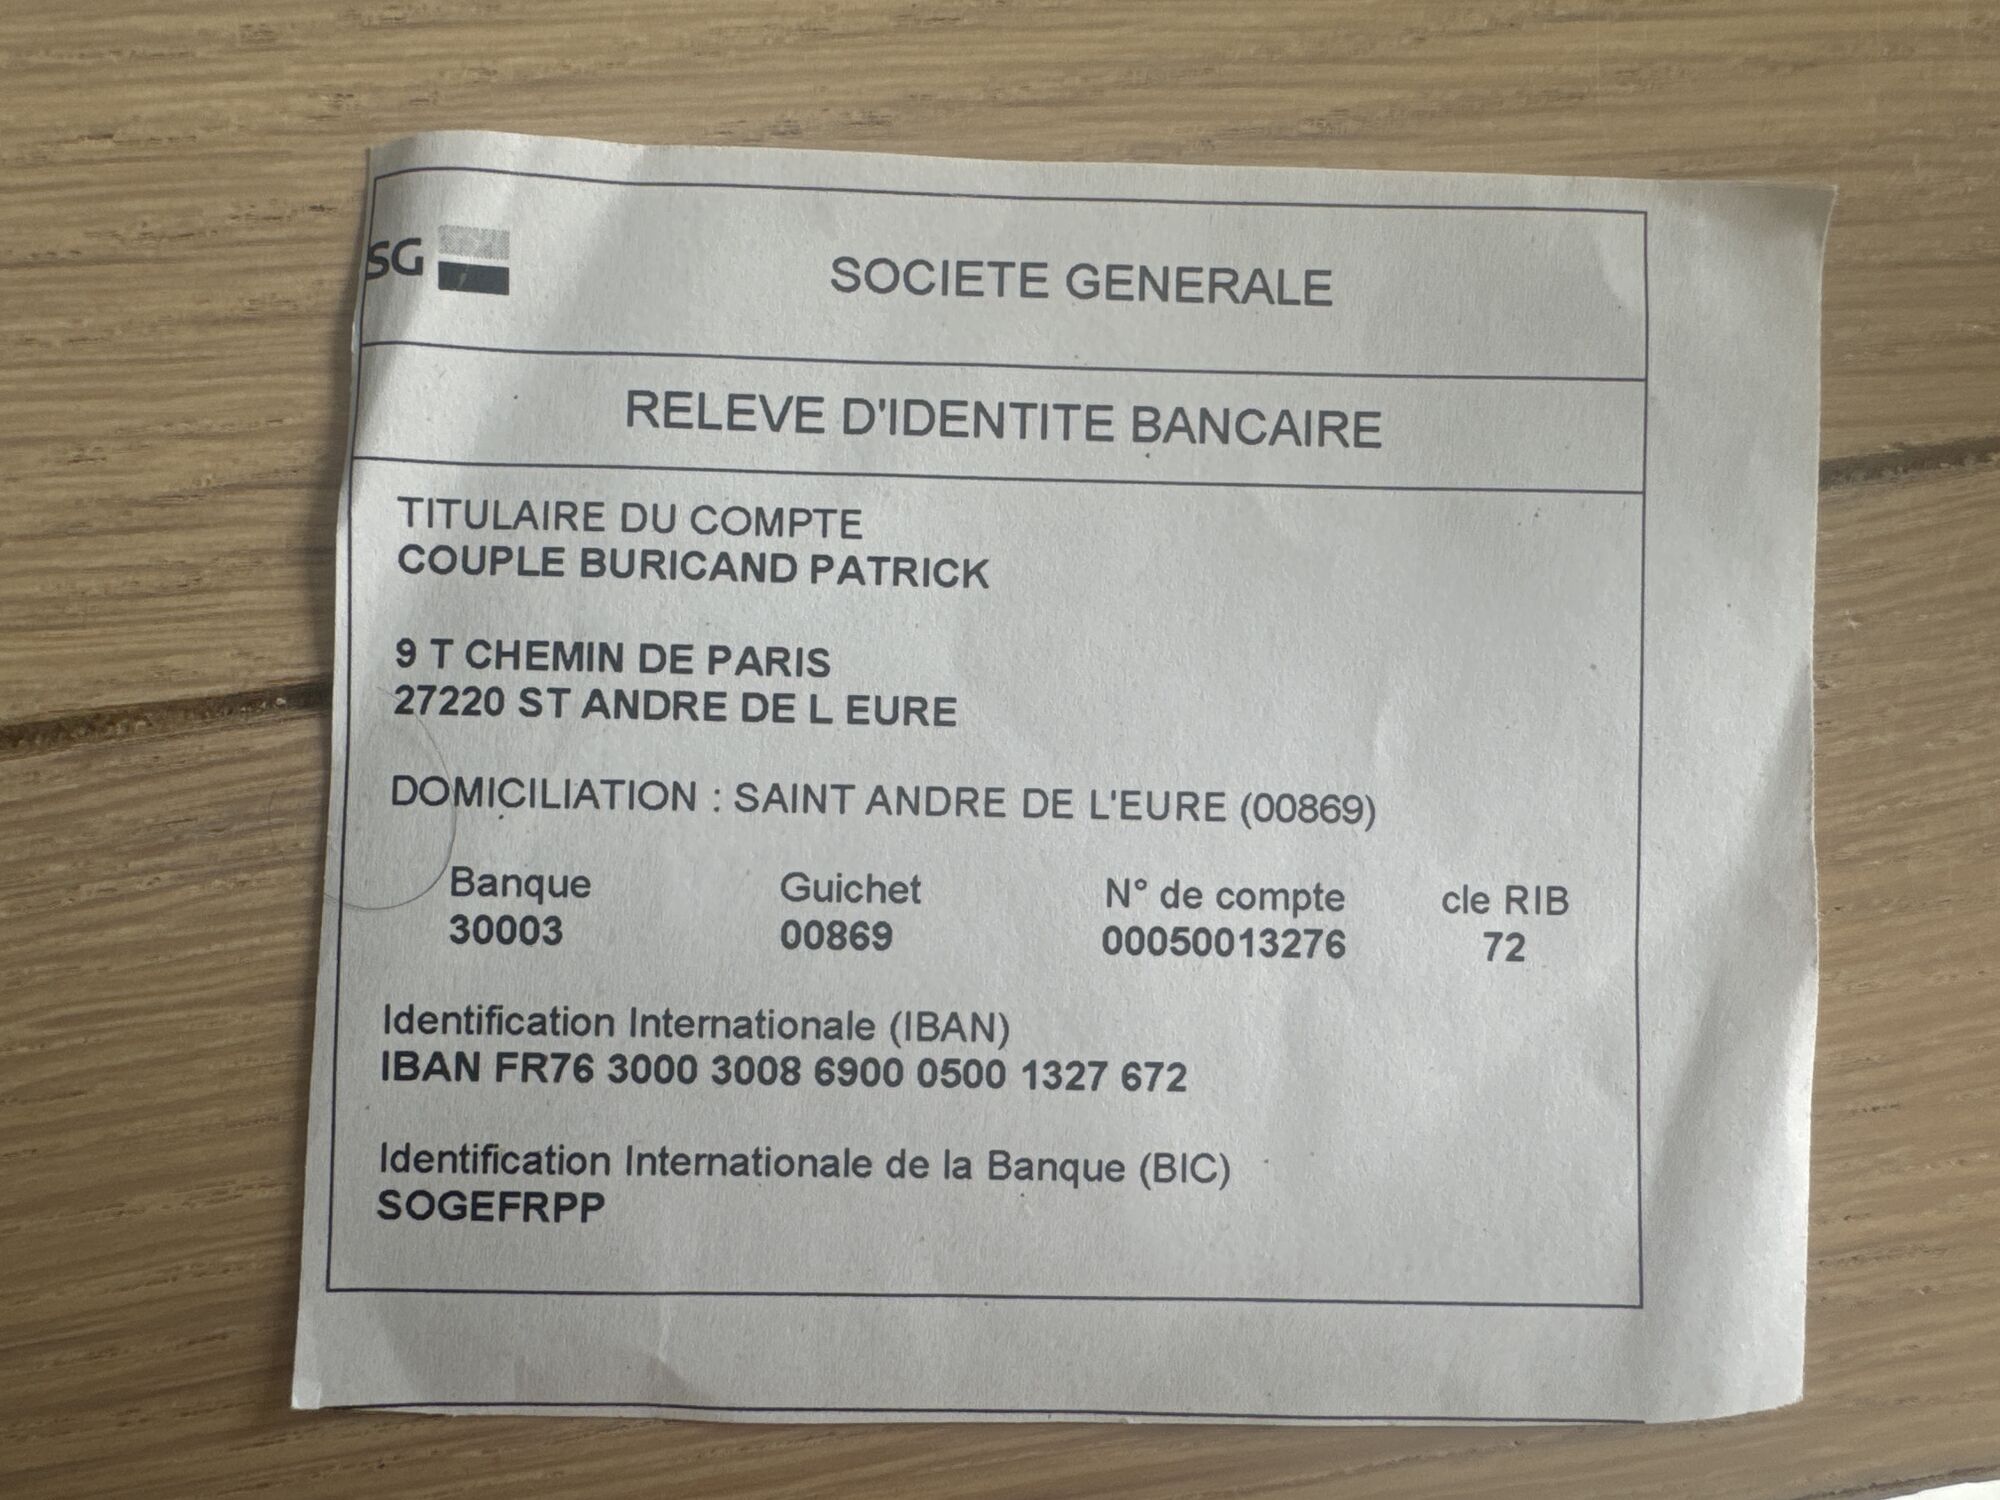 SG
SOCIETE GENERALE
RELEVE D'IDENTITE BANCAIRE
TITULAIRE DU COMPTE
COUPLE BURICAND PATRICK
9 T CHEMIN DE PARIS
27220 ST ANDRE DE L EURE
DOMICILIATION : SAINT ANDRE DE L'EURE (00869)
Banque Guichet N° de compte cle RIB
30003 00869 00050013276 72
Identification Internationale (IBAN)
IBAN FR76 3000 3008 6900 0500 1327 672
Identification Internationale de la Banque (BIC)
SOGEFRPP